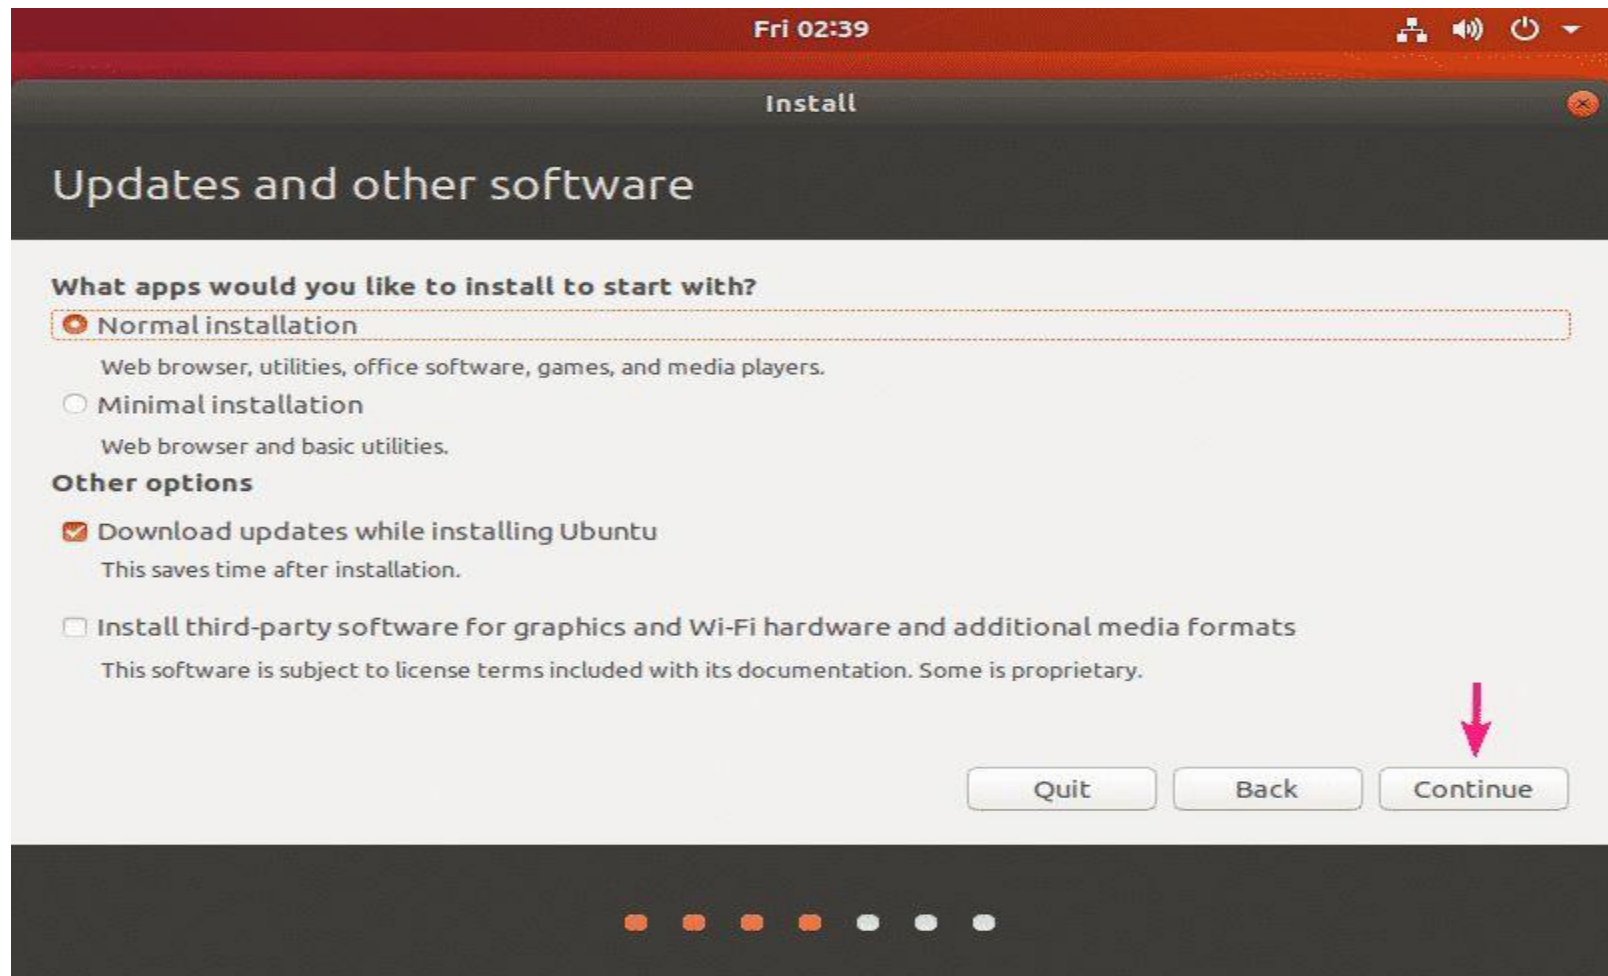 Fri 02:39
Install
Updates and other software
What apps would you like to install to start with?
Normal installation
Web browser, utilities, office software, games, and media players.
Minimal installation
Web browser and basic utilities.
Other options
Download updates while installing Ubuntu
This saves time after installation.
Install third-party software for graphics and Wi-Fi hardware and additional media formats
This software is subject to license terms included with its documentation. Some is proprietary.
Quit Back Continue